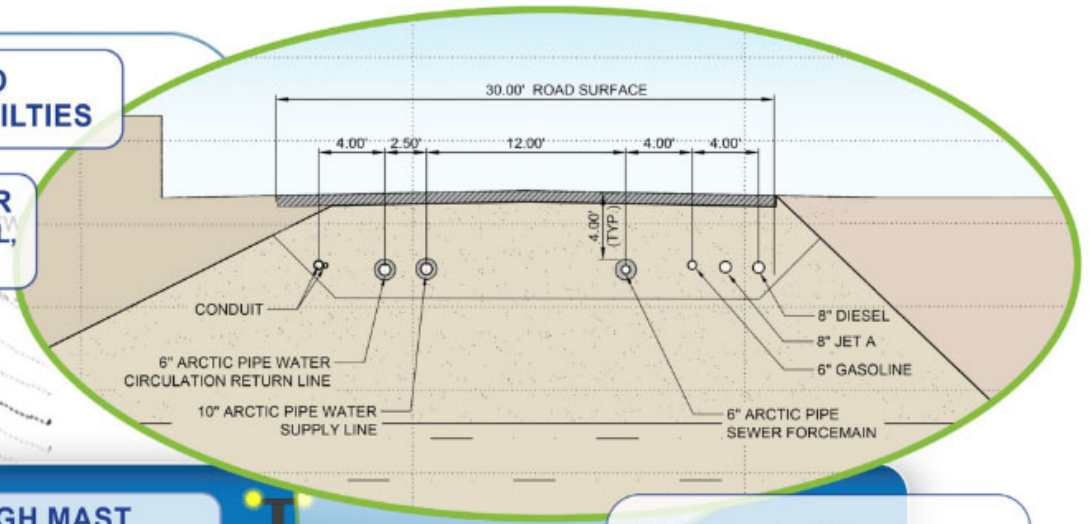 ILTIES
30.00' ROAD SURFACE
4.00'
2.50'
12.00'
4.00'
4.00'
4.00'
(TYP.)
CONDUIT
6" ARCTIC PIPE WATER
CIRCULATION RETURN LINE
10" ARCTIC PIPE WATER
SUPPLY LINE
8" DIESEL
8" JET A
6" GASOLINE
6" ARCTIC PIPE
SEWER FORCEMAIN
GH MAST